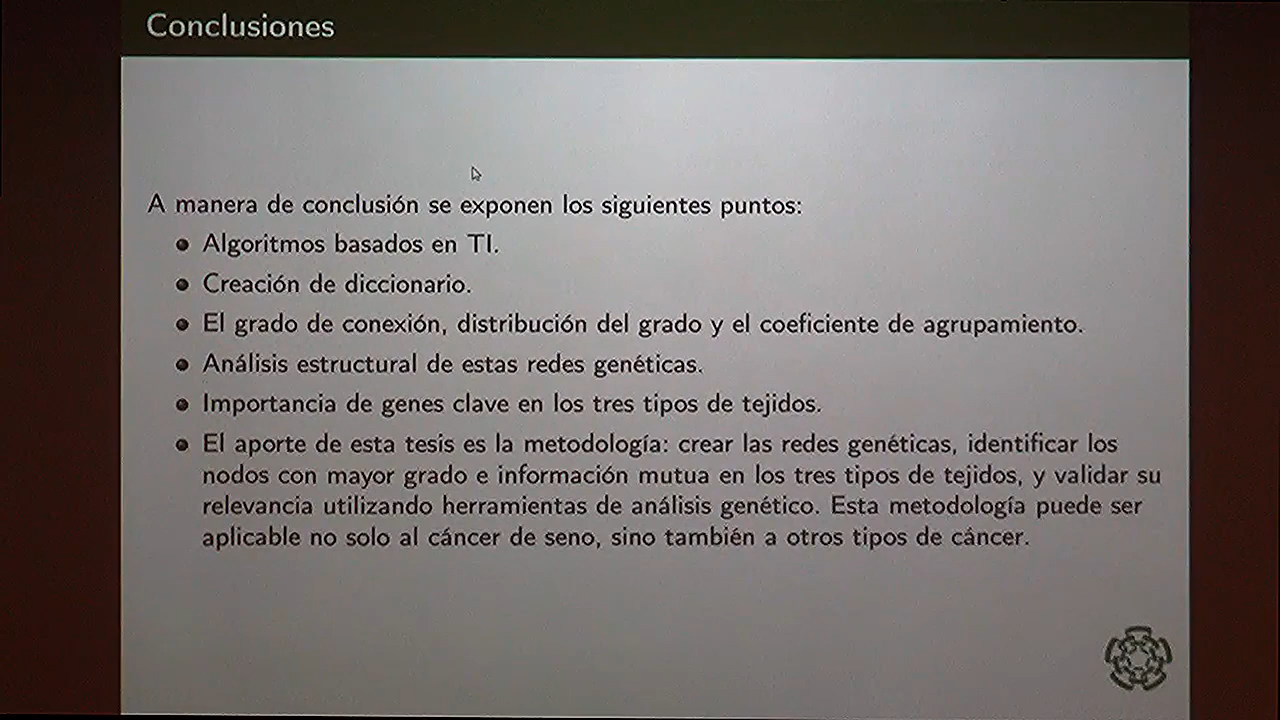 Conclusiones
A manera de conclusión se exponen los siguientes puntos:
• Algoritmos basados en TI.
• Creación de diccionario.
• El grado de conexión, distribución del grado y el coeficiente de agrupamiento.
• Análisis estructural de estas redes genéticas.
• Importancia de genes clave en los tres tipos de tejidos.
• El aporte de esta tesis es la metodología: crear las redes genéticas, identificar los
nodos con mayor grado e información mutua en los tres tipos de tejidos, y validar su
relevancia utilizando herramientas de análisis genético. Esta metodología puede ser
aplicable no solo al cáncer de seno, sino también a otros tipos de cáncer.